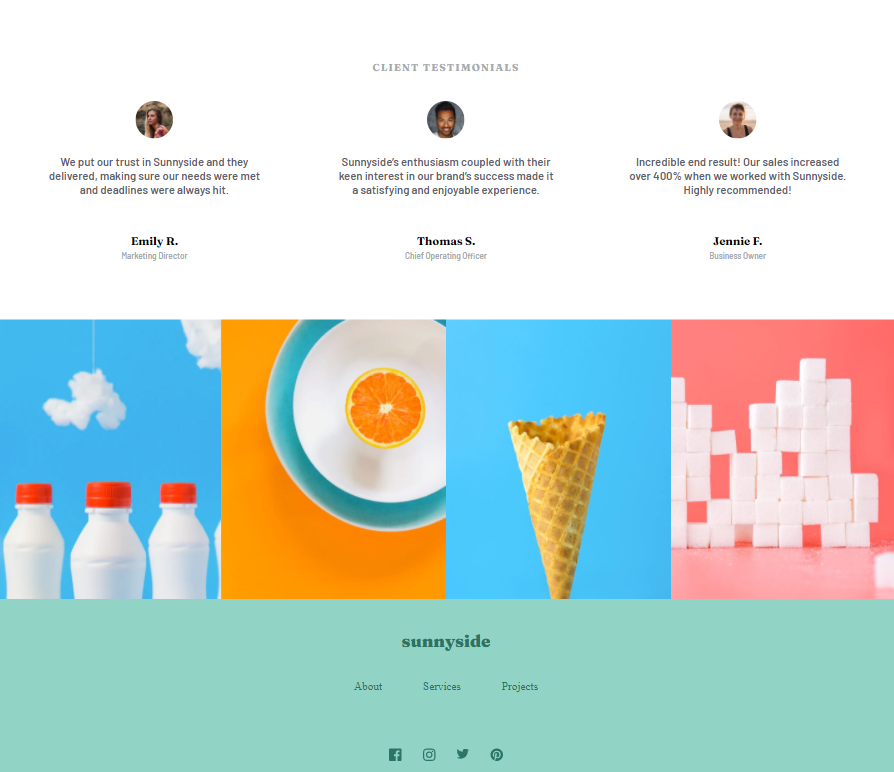 CLIENT TESTIMONIALS
We put our trust in Sunnyside and they
delivered, making sure our needs were met
and deadlines were always hit.
Emily R.
Marketing Director
Sunnyside’s enthusiasm coupled with their
keen interest in our brand’s success made it
a satisfying and enjoyable experience.
Thomas S.
Chief Operating Officer
Incredible end result! Our sales increased
over 400% when we worked with Sunnyside.
Highly recommended!
Jennie F.
Business Owner
sunnyside
About Services Projects